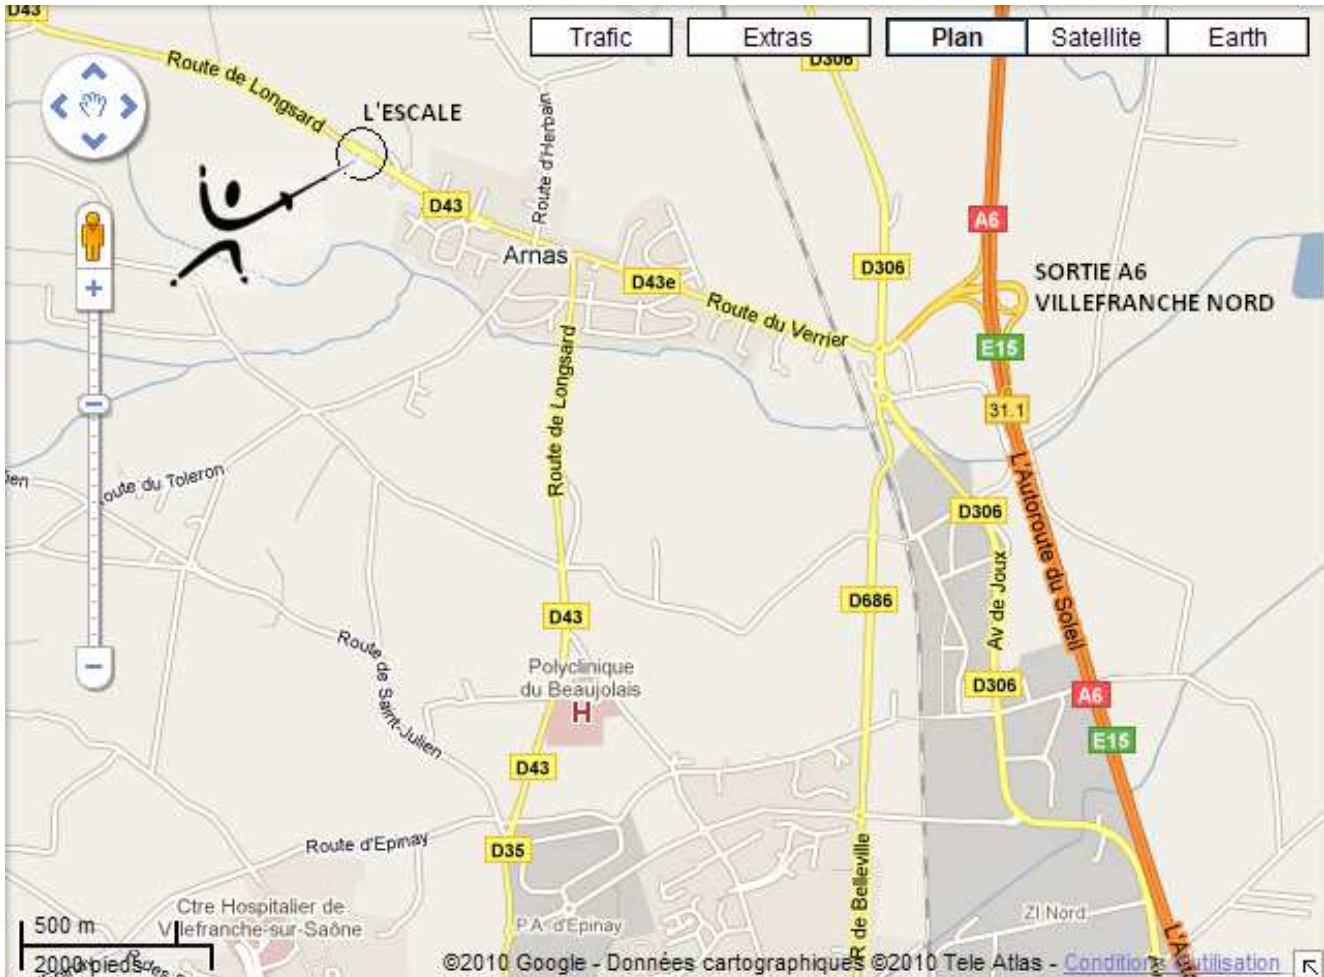 D43
Trafic
Extras
Plan
Satellite
Earth
D306
Route de Longsard
L'ESCALE
Route d'Herbain
D43
A6
Arnas
D306
SORTIE A6
VILLEFRANCHE NORD
D43e
Route du Verrier
E15
Route de Longsard
31.1
L'Autoroute du Soleil
Route du Toleron
D306
Av de Joux
D686
D43
Route de Saint-Julien
Polyclinique
du Beaujolais
H
D306
A6
E15
D43
Route d'Epinay
D35
R de Belleville
Ctre Hospitalier de
Villefranche-sur-Saône
P.A. d'Epinay
ZI Nord
500 m
2000 pieds
©2010 Google - Données cartographiques ©2010 Tele Atlas -